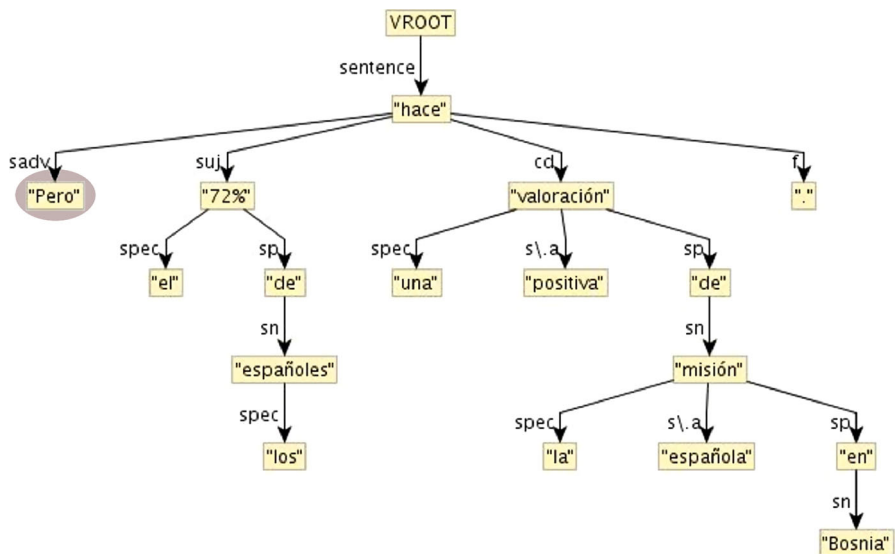 VROOT
sentence
"hace"
sadv suj cd f
"Pero" "72%" "valoración" "."
spec sp spec s\.a sp
"el" "de" "una" "positiva" "de"
sn sn
"españoles" "misión"
spec spec s\.a sp
"los" "la" "española" "en"
sn
"Bosnia"